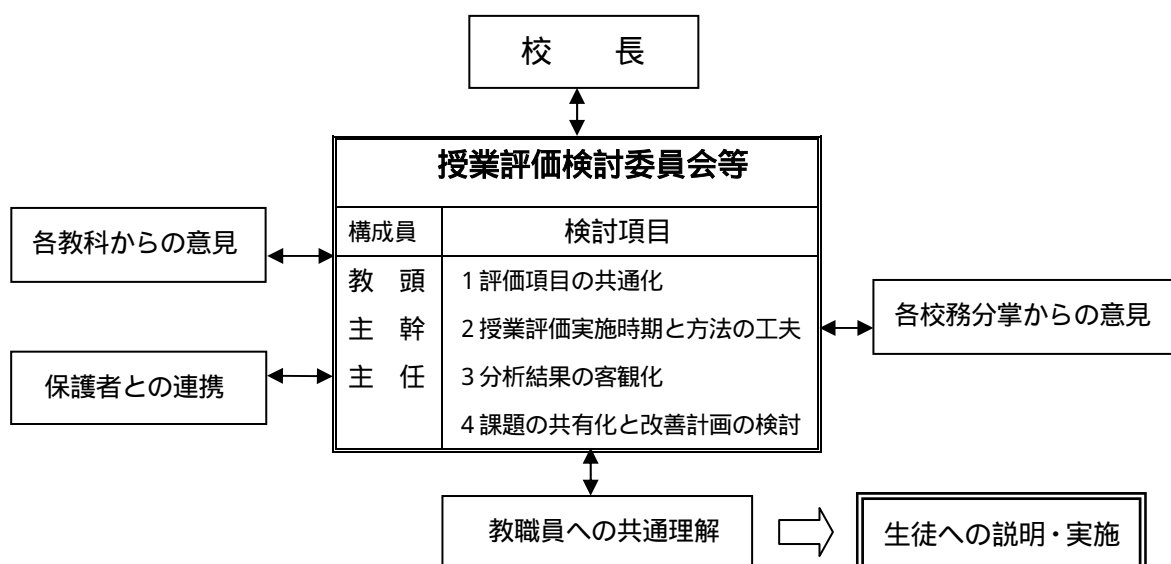 校　長
授業評価検討委員会等
構成員　検討項目
教　頭　1 評価項目の共通化
主　幹　2 授業評価実施時期と方法の工夫
主　任　3 分析結果の客観化
4 課題の共有化と改善計画の検討
各教科からの意見
保護者との連携
各校務分掌からの意見
教職員への共通理解
生徒への説明・実施